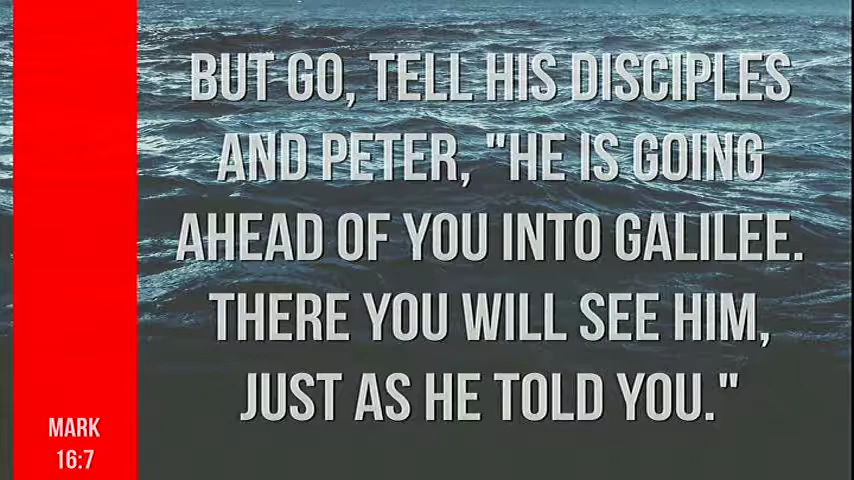 BUT GO, TELL HIS DISCIPLES
AND PETER, "HE IS GOING
AHEAD OF YOU INTO GALILEE.
THERE YOU WILL SEE HIM,
JUST AS HE TOLD YOU."
MARK
16:7